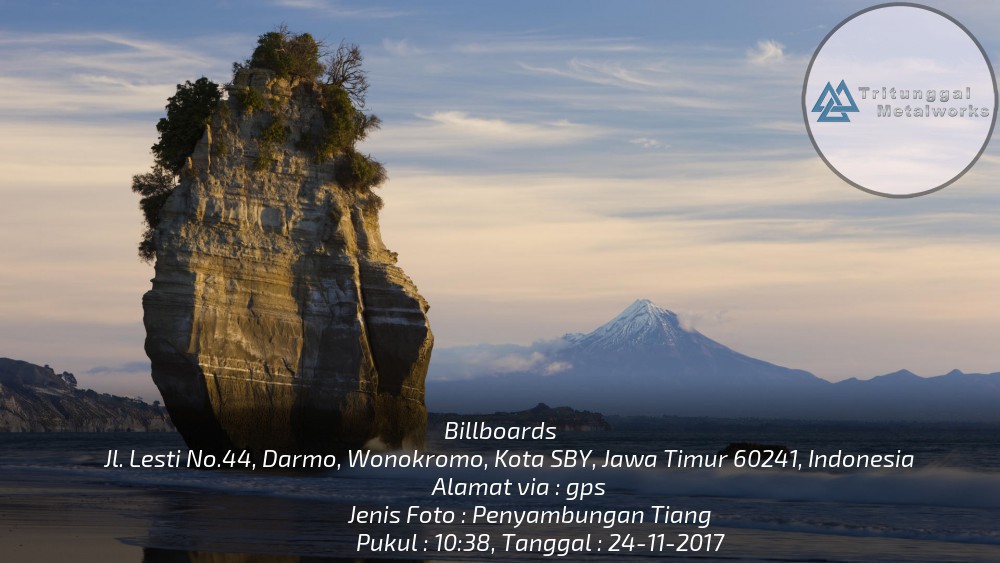 Tritunggal
Metalworks
Billboards
Jl. Lesti No.44, Darmo, Wonokromo, Kota SBY, Jawa Timur 60241, Indonesia
Alamat via : gps
Jenis Foto : Penyambungan Tiang
Pukul : 10:38, Tanggal : 24-11-2017